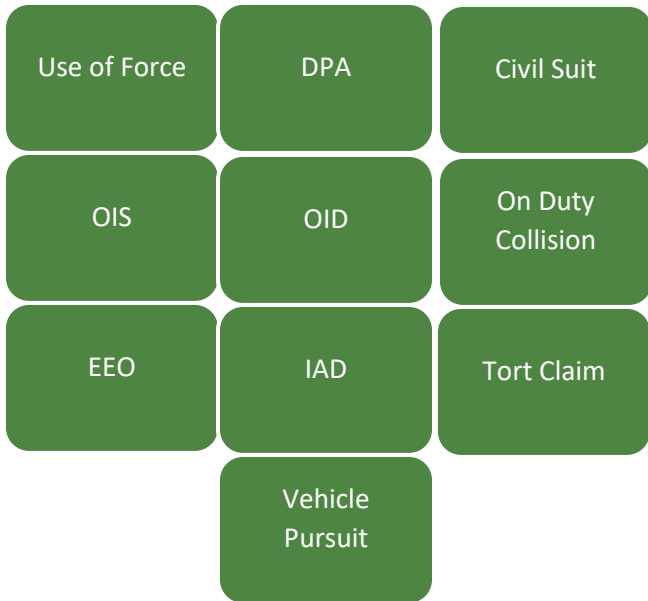 Use of Force
DPA
Civil Suit
OIS
OID
On Duty
Collision
EEO
IAD
Tort Claim
Vehicle
Pursuit